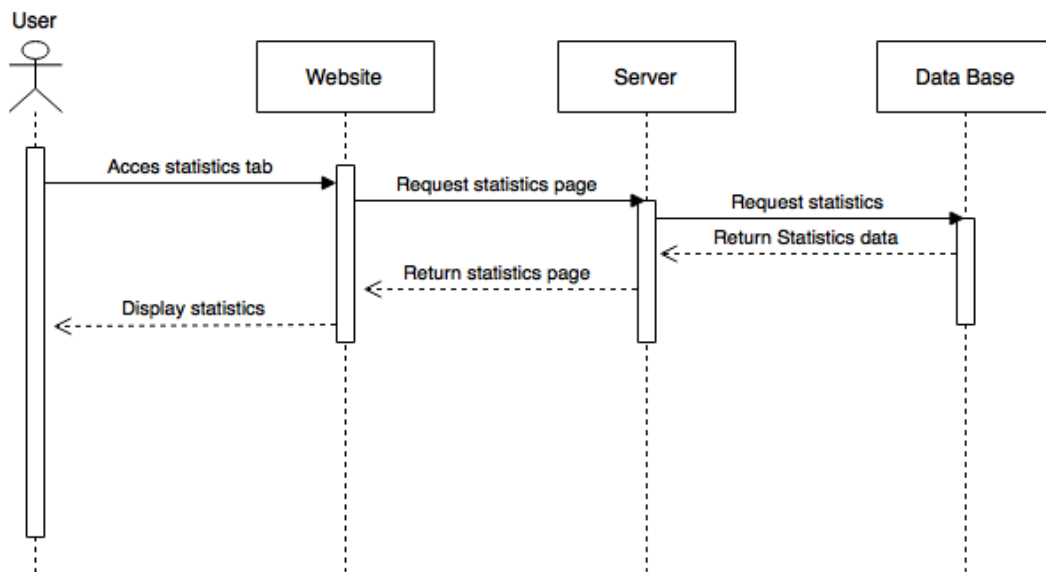 User
Website
Server
Data Base
Acces statistics tab
Request statistics page
Request statistics
Return Statistics data
Return statistics page
Display statistics